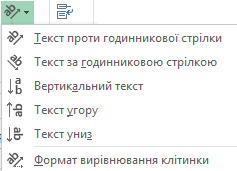 Текст проти годинникової стрілки
Текст за годинниковою стрілкою
Вертикальний текст
Текст угору
Текст униз
Формат вирівнювання клітинки